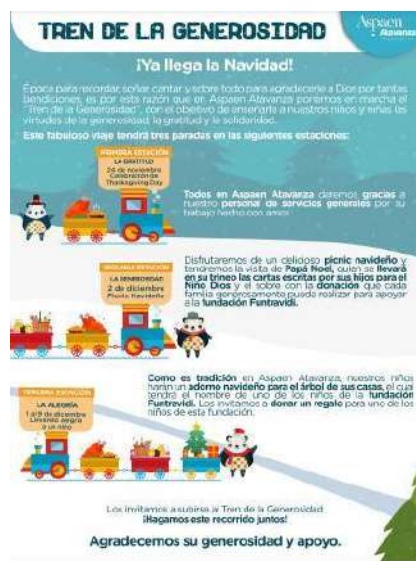 TREN DE LA GENEROSIDAD
Aspaen
Atavanza
¡Ya llega la Navidad!
Época para recordar, soñar cantar y sobre todo para agradecerle a Dios por tantas
bendiciones, es por esta razón que en Aspaen Atavanza ponemos en marcha el
"Tren de la Generosidad", con el objetivo de enseñarle a nuestros niños y niñas las
virtudes de la generosidad, la gratitud y la solidaridad.
Este fabuloso viaje tendrá tres paradas en las siguientes estaciones:
PRIMERA ESTACIÓN
LA GRATITUD
24 de noviembre
Celebración de
Thanksgiving Day
Todos en Aspaen Atavanza daremos gracias a
nuestro personal de servicios generales por su
trabajo hecho con amor.
SEGUNDA ESTACIÓN
LA GENEROSIDAD
2 de diciembre
Picnic Navideño
Disfrutaremos de un delicioso picnic navideño y
tendremos la visita de Papá Noel, quien se llevará
en su trineo las cartas escritas por sus hijos para el
Niño Dios y el sobre con la donación que cada
familia generosamente pueda realizar para apoyar
a la fundación Funtravidi.
TERCERA ESTACIÓN
LA ALEGRÍA
1 al 9 de diciembre
Llevando alegría
a un niño
Como es tradición en Aspaen Atavanza, nuestros niños
harán un adorno navideño para el árbol de sus casas, el cual
tendrá el nombre de uno de los niños de la fundación
Funtravidi. Los invitamos a donar un regalo para uno de los
niños de esta fundación.
Los invitamos a subirse al Tren de la Generosidad
¡Hagamos este recorrido juntos!
Agradecemos su generosidad y apoyo.